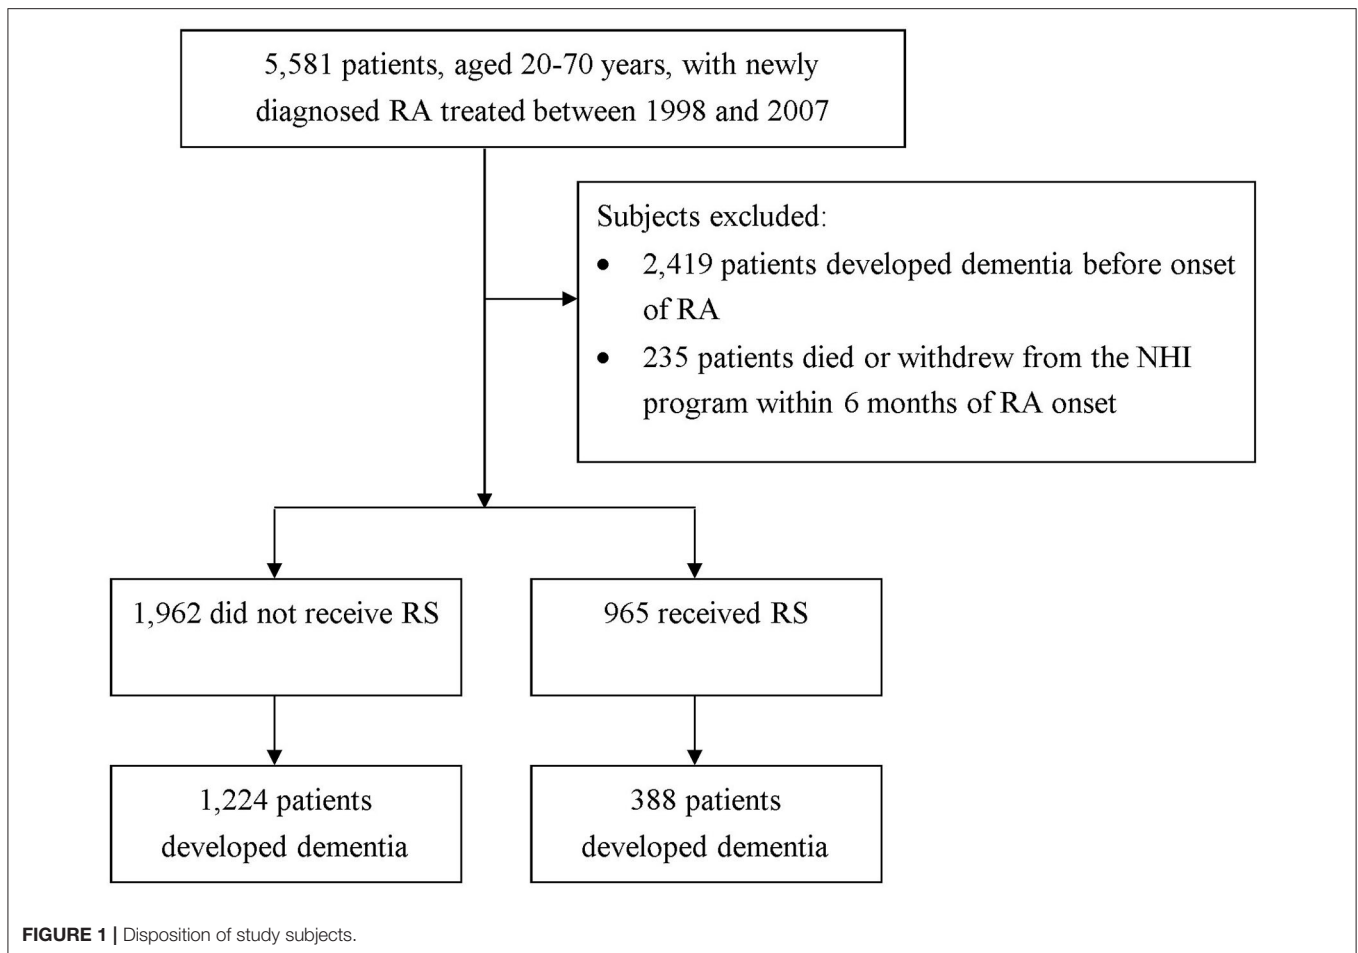 5,581 patients, aged 20-70 years, with newly
diagnosed RA treated between 1998 and 2007
Subjects excluded:
• 2,419 patients developed dementia before onset
of RA
• 235 patients died or withdrew from the NHI
program within 6 months of RA onset
1,962 did not receive RS
965 received RS
1,224 patients
developed dementia
388 patients
developed dementia
FIGURE 1 | Disposition of study subjects.